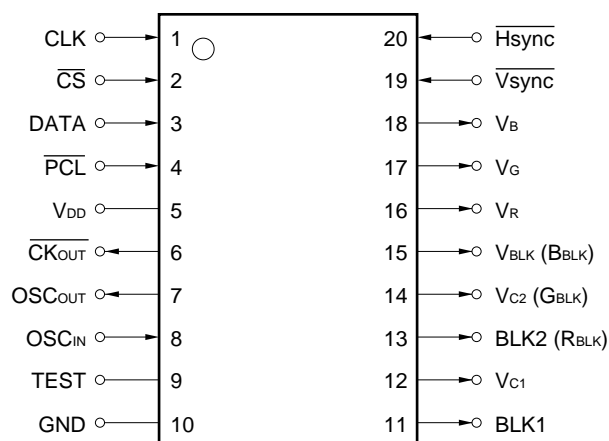 CLK 1 20 Hsync
CS 2 19 Vsync
DATA 3 18 VB
PCL 4 17 VG
VDD 5 16 VR
CKOUT 6 15 VBLK (BBLK)
OSCOUT 7 14 VC2 (GBLK)
OSCIN 8 13 BLK2 (RBLK)
TEST 9 12 VC1
GND 10 11 BLK1